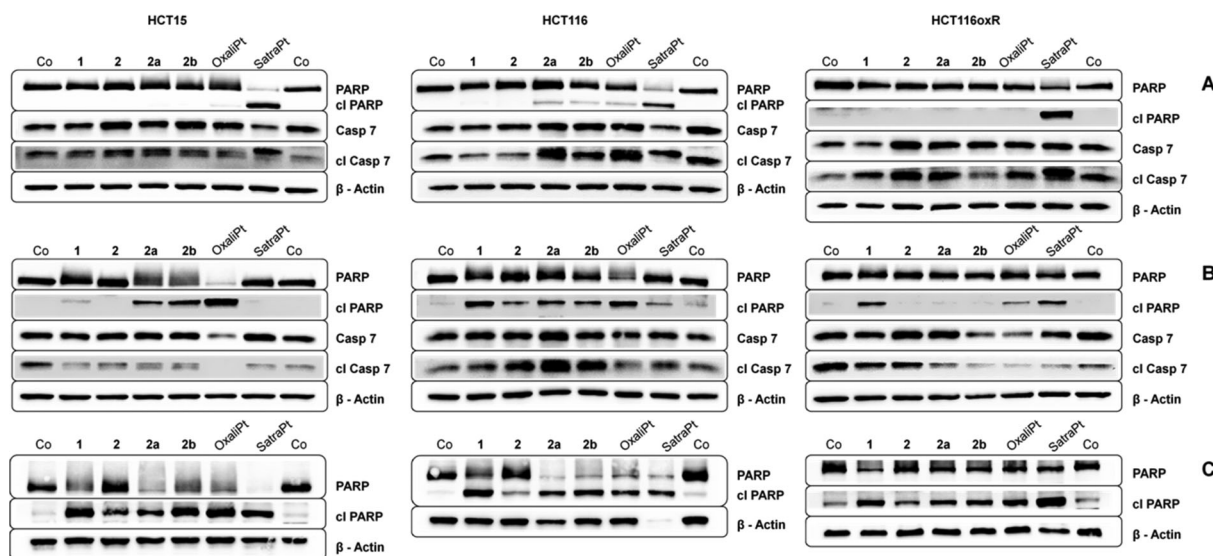 HCT15 HCT116 HCT116oxR
Co 1 2 2a 2b OxaliPt SatraPt Co Co 1 2 2a 2b OxaliPt SatraPt Co Co 1 2 2a 2b OxaliPt SatraPt Co
PARP PARP PARP A
cl PARP cl PARP cl PARP
Casp 7 Casp 7 Casp 7
cl Casp 7 cl Casp 7 cl Casp 7
β - Actin β - Actin β - Actin
Co 1 2 2a 2b OxaliPt SatraPt Co Co 1 2 2a 2b OxaliPt SatraPt Co Co 1 2 2a 2b OxaliPt SatraPt Co
PARP PARP PARP B
cl PARP cl PARP cl PARP
Casp 7 Casp 7 Casp 7
cl Casp 7 cl Casp 7 cl Casp 7
β - Actin β - Actin β - Actin
Co 1 2 2a 2b OxaliPt SatraPt Co Co 1 2 2a 2b OxaliPt SatraPt Co Co 1 2 2a 2b OxaliPt SatraPt Co
PARP PARP PARP C
cl PARP cl PARP cl PARP
β - Actin β - Actin β - Actin